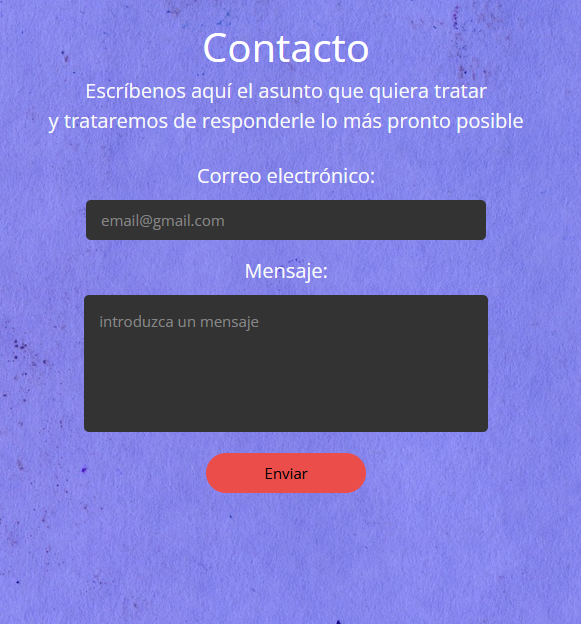 Contacto
Escríbenos aquí el asunto que quiera tratar
y trataremos de responderle lo más pronto posible
Correo electrónico:
email@gmail.com
Mensaje:
introduzca un mensaje
Enviar